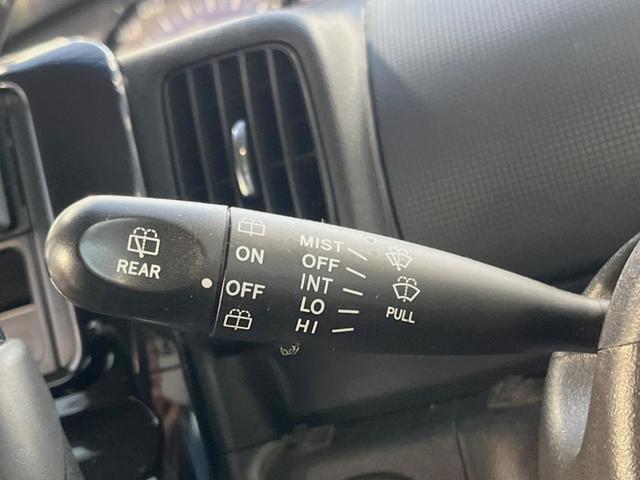 REAR
ON
OFF
MIST
OFF
INT
LO
HI
PULL